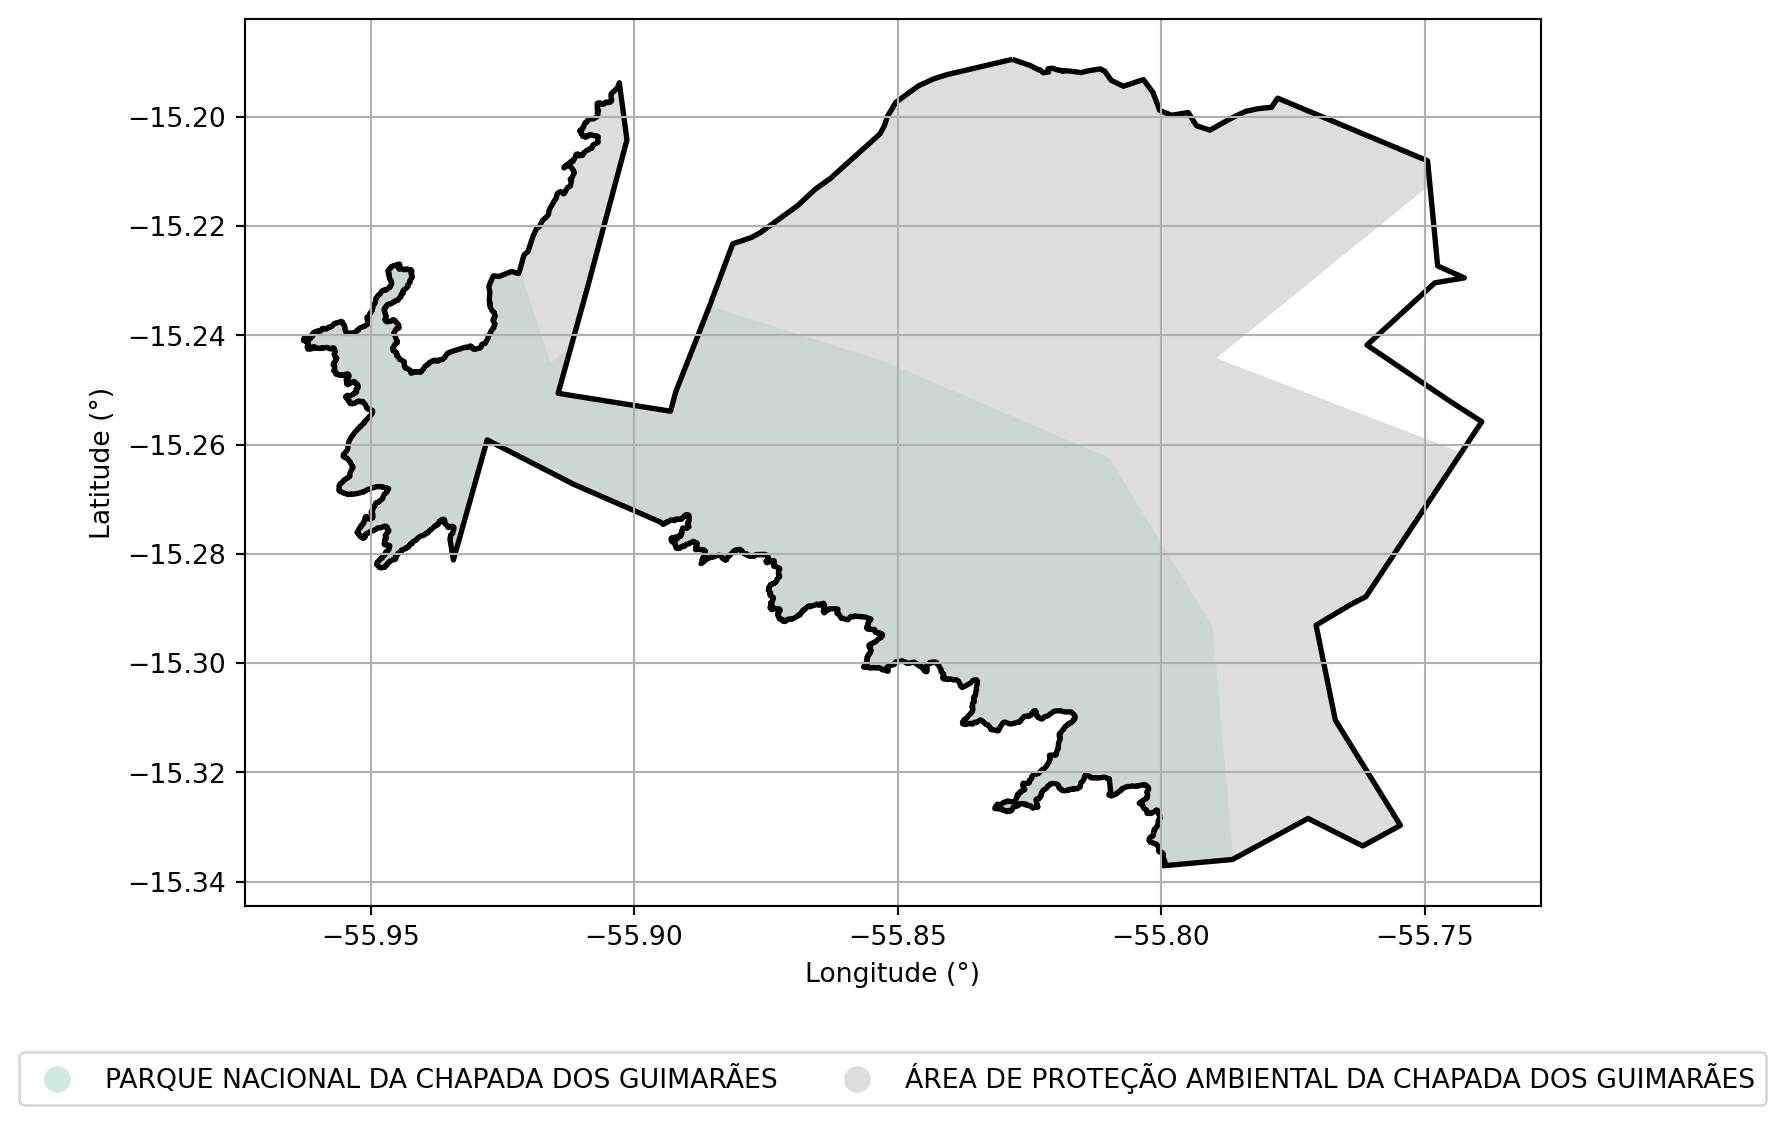 −15.20
−15.22
−15.24
−15.26
−15.28
−15.30
−15.32
−15.34
Latitude (°)
−55.95 −55.90 −55.85 −55.80 −55.75
Longitude (°)
PARQUE NACIONAL DA CHAPADA DOS GUIMARÃES ÁREA DE PROTEÇÃO AMBIENTAL DA CHAPADA DOS GUIMARÃES